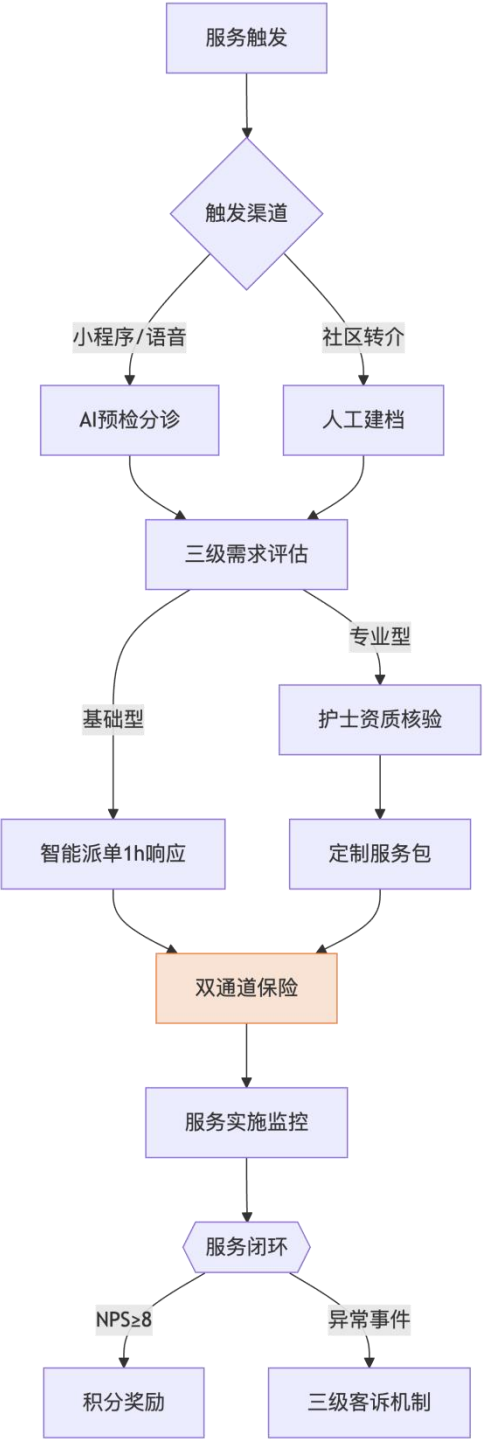 服务触发
触发渠道
小程序/语音
社区转介
AI预检分诊
人工建档
三级需求评估
专业型
基础型
护士资质核验
智能派单1h响应
定制服务包
双通道保险
服务实施监控
服务闭环
NPS≥8
异常事件
积分奖励
三级客诉机制